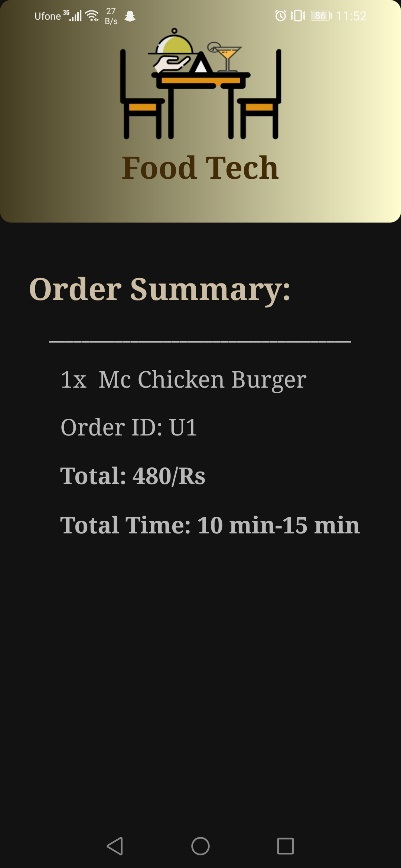 Ufone 3G 27 B/s 11:52
Food Tech
Order Summary:
1x Mc Chicken Burger
Order ID: U1
Total: 480/Rs
Total Time: 10 min-15 min